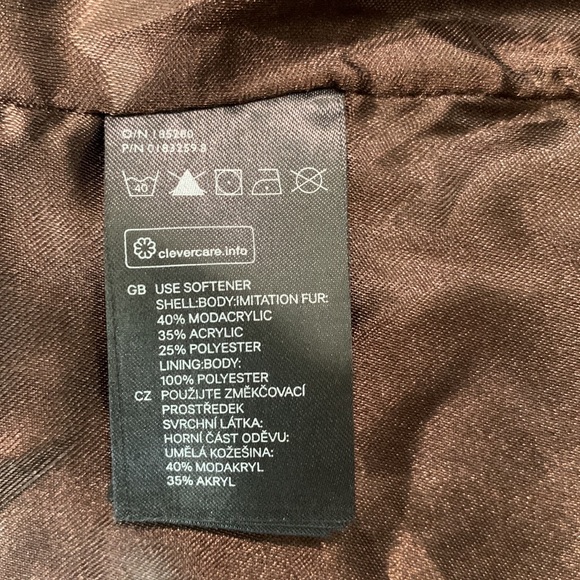 O/N 185280
P/N 0183259.8
40
clevercare.info
GB USE SOFTENER
SHELL:BODY:IMITATION FUR:
40% MODACRYLIC
35% ACRYLIC
25% POLYESTER
LINING:BODY:
100% POLYESTER
CZ POUŽIJTE ZMĚKČOVACÍ
PROSTŘEDEK
SVRCHNÍ LÁTKA:
HORNÍ ČÁST ODĚVU:
UMĚLÁ KOŽEŠINA:
40% MODAKRYL
35% AKRYL